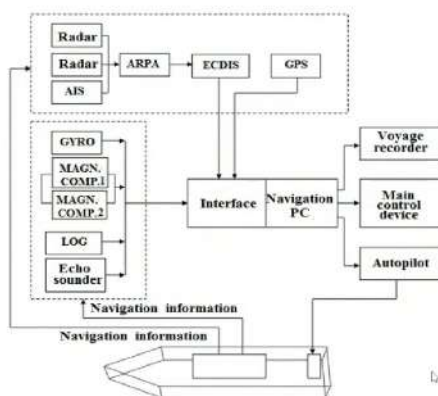 Radar
Radar
AIS
ARPA
ECDIS
GPS
GYRO
MAGN.
COMP.1
MAGN.
COMP.2
LOG
Echo
sounder
Interface
Navigation
PC
Voyage
recorder
Main
control
device
Autopilot
Navigation information
Navigation information